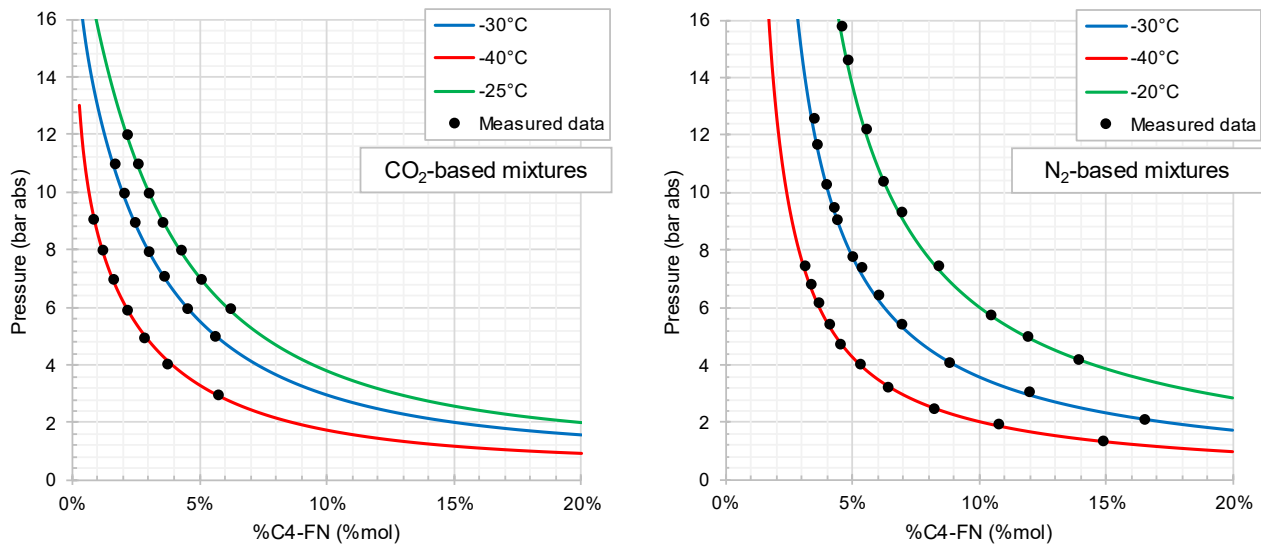 16
14
12
10
8
6
4
2
0
Pressure (bar abs)
0% 5% 10% 15% 20%
%C4-FN (%mol)
-30°C
-40°C
-25°C
Measured data
CO₂-based mixtures
16
14
12
10
8
6
4
2
0
Pressure (bar abs)
0% 5% 10% 15% 20%
%C4-FN (%mol)
-30°C
-40°C
-20°C
Measured data
N₂-based mixtures